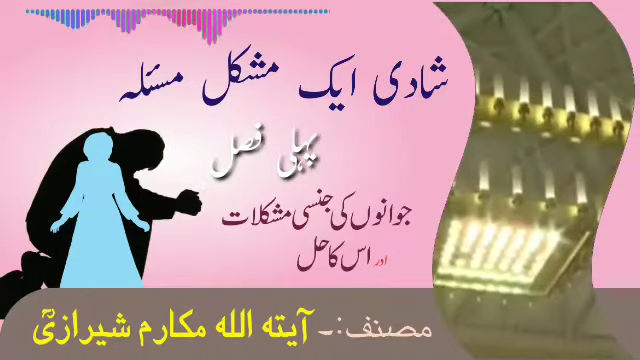 شادی ایک مشکل مسئلہ
پہلی فصل
جوانوں کی جنسی مشکلات
اور اس کا حل
مصنف:۔ آیتہ اللہ مکارم شیرازیؒ